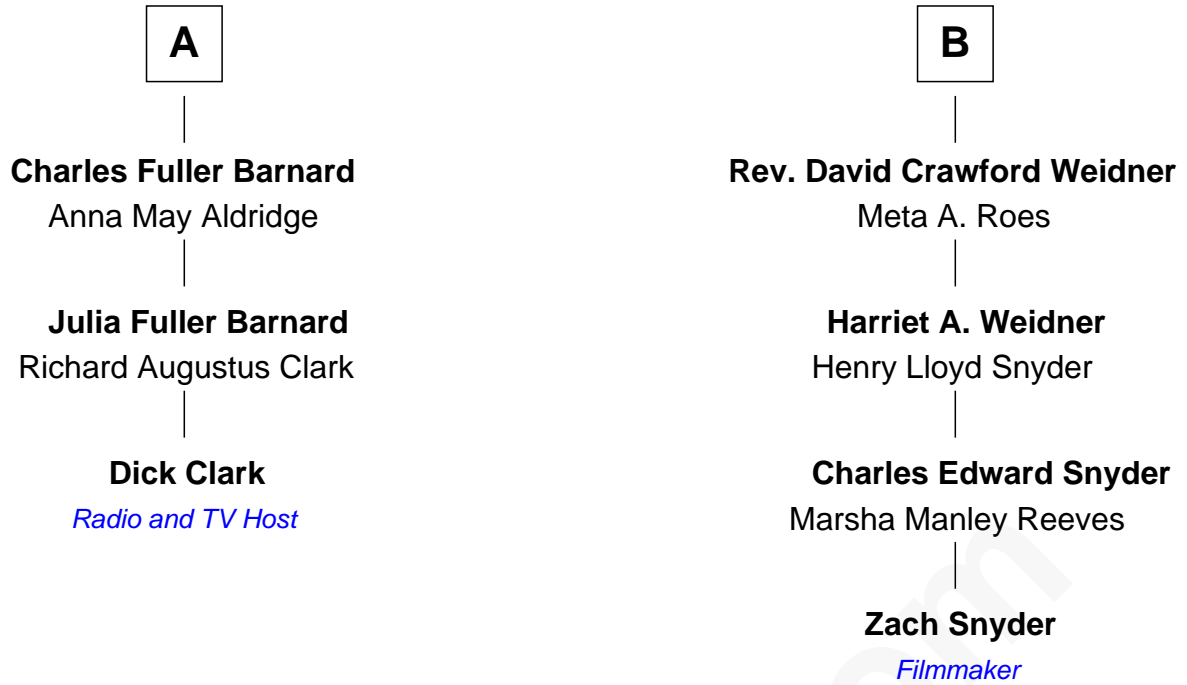 A
Charles Fuller Barnard
Anna May Aldridge
Julia Fuller Barnard
Richard Augustus Clark
Dick Clark
Radio and TV Host
B
Rev. David Crawford Weidner
Meta A. Roes
Harriet A. Weidner
Henry Lloyd Snyder
Charles Edward Snyder
Marsha Manley Reeves
Zach Snyder
Filmmaker